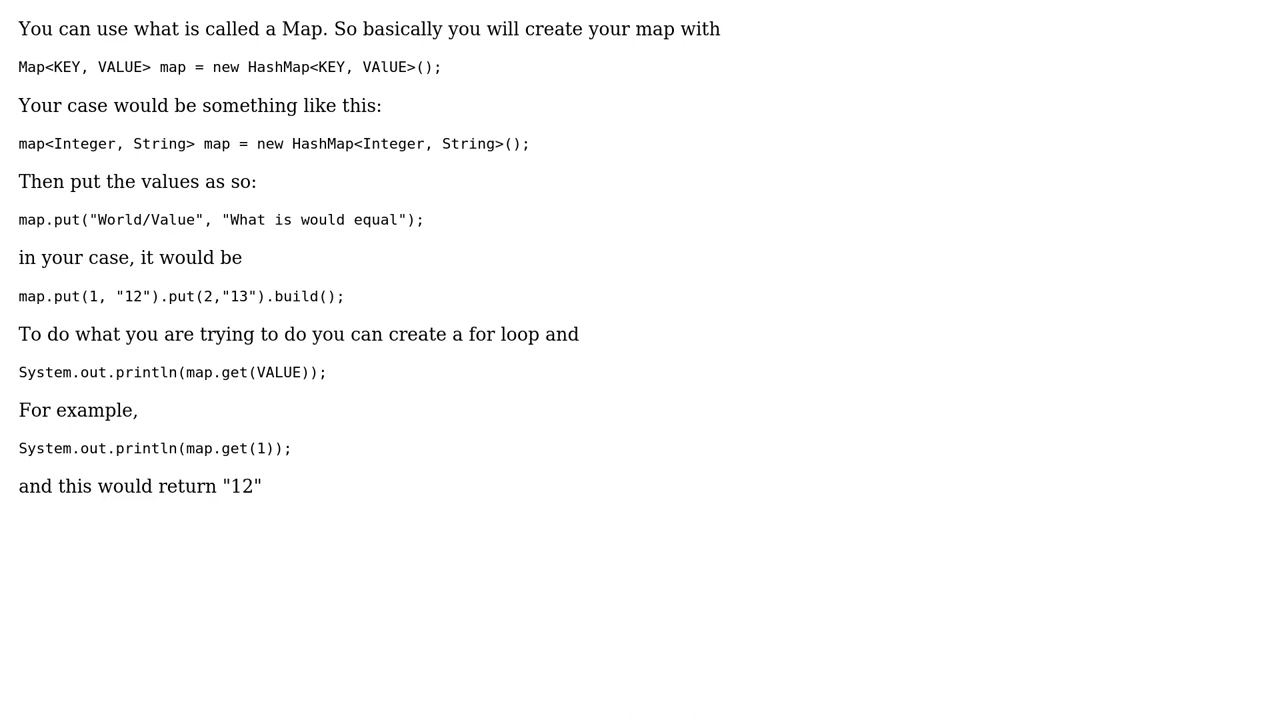 You can use what is called a Map. So basically you will create your map with
Map<KEY, VALUE> map = new HashMap<KEY, VAlUE>();
Your case would be something like this:
map<Integer, String> map = new HashMap<Integer, String>();
Then put the values as so:
map.put("World/Value", "What is would equal");
in your case, it would be
map.put(1, "12").put(2,"13").build();
To do what you are trying to do you can create a for loop and
System.out.println(map.get(VALUE));
For example,
System.out.println(map.get(1));
and this would return "12"